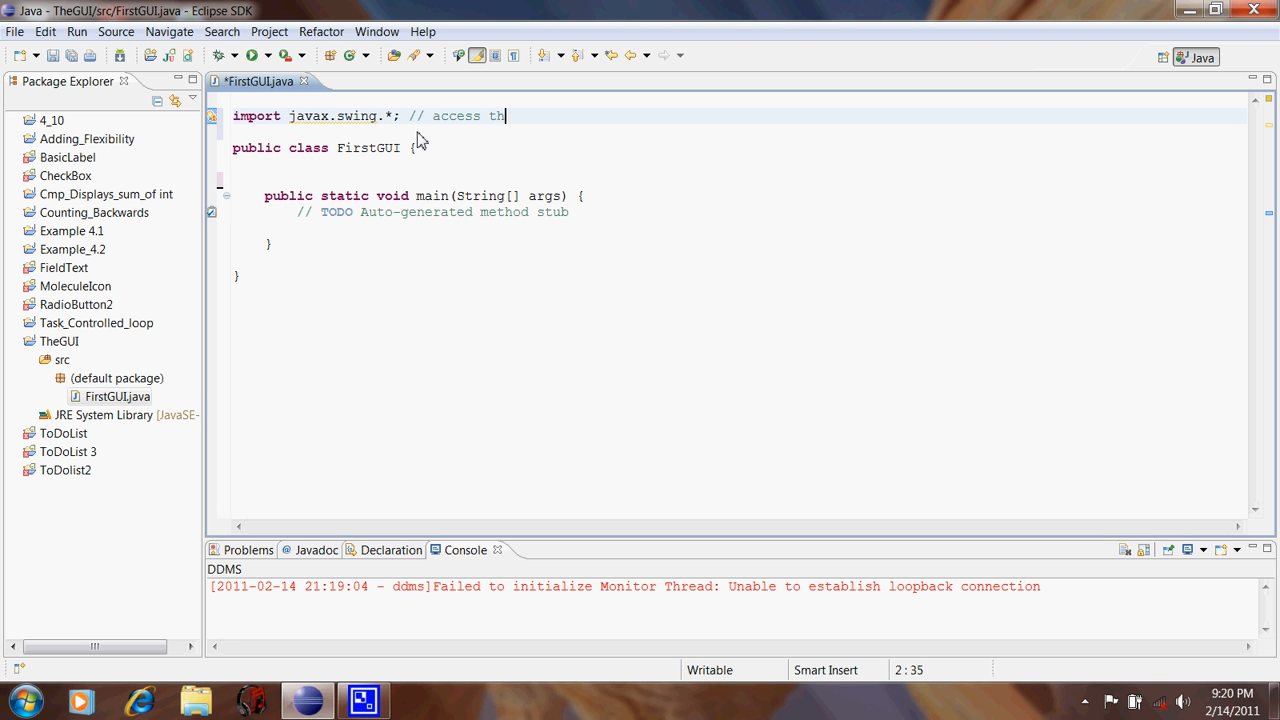 Java - TheGUI/src/FirstGUI.java - Eclipse SDK
File Edit Run Source Navigate Search Project Refactor Window Help
Java
Package Explorer
*FirstGUI.java
4_10
Adding_Flexibility
BasicLabel
CheckBox
Cmp_Displays_sum_of int
Counting_Backwards
Example 4.1
Example_4.2
FieldText
MoleculeIcon
RadioButton2
Task_Controlled_loop
TheGUI
src
(default package)
FirstGUI.java
JRE System Library [JavaSE-
ToDoList
ToDoList 3
ToDolist2
import javax.swing.*; // access th
public class FirstGUI {
public static void main(String[] args) {
// TODO Auto-generated method stub
}
}
Problems @ Javadoc Declaration Console
DDMS
[2011-02-14 21:19:04 - ddms]Failed to initialize Monitor Thread: Unable to establish loopback connection
Writable Smart Insert 2 : 35
9:20 PM
2/14/2011